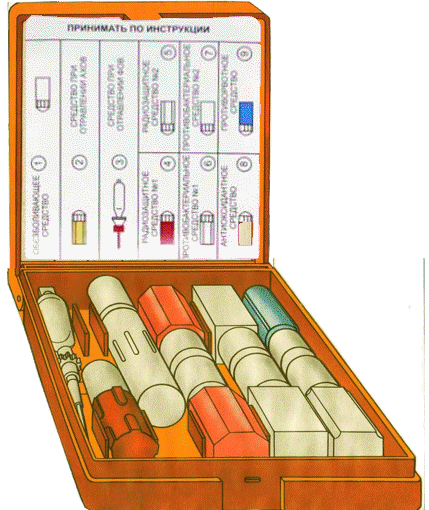 ПРИНИМАТЬ ПО ИНСТРУКЦИИ
ОБЕЗБОЛИВАЮЩЕЕ
СРЕДСТВО
1
СРЕДСТВО ПРИ
ОТРАВЛЕНИИ АХОВ
2
СРЕДСТВО ПРИ
ОТРАВЛЕНИИ ФОВ
3
РАДИОЗАЩИТНОЕ
СРЕДСТВО №1
4
РАДИОЗАЩИТНОЕ
СРЕДСТВО №2
5
ПРОТИВОБАКТЕРИАЛЬНОЕ
СРЕДСТВО №1
6
ПРОТИВОБАКТЕРИАЛЬНОЕ
СРЕДСТВО №2
7
АНТИОКСИДАНТНОЕ
СРЕДСТВО
8
ПРОТИВОРВОТНОЕ
СРЕДСТВО
9